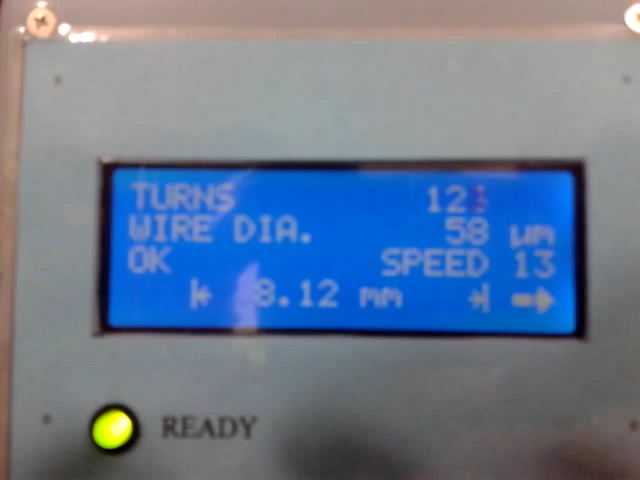 TURNS
WIRE DIA. 58 µm
OK SPEED 13
8.12 mm
READY